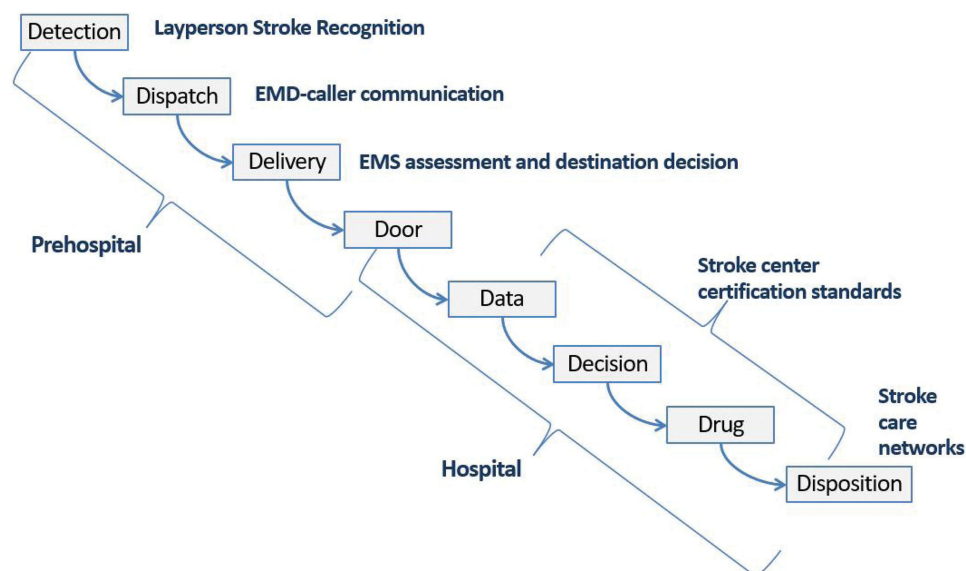 Detection
Layperson Stroke Recognition
Dispatch
EMD-caller communication
Delivery
EMS assessment and destination decision
Door
Prehospital
Data
Stroke center
certification standards
Decision
Drug
Stroke
care
networks
Hospital
Disposition